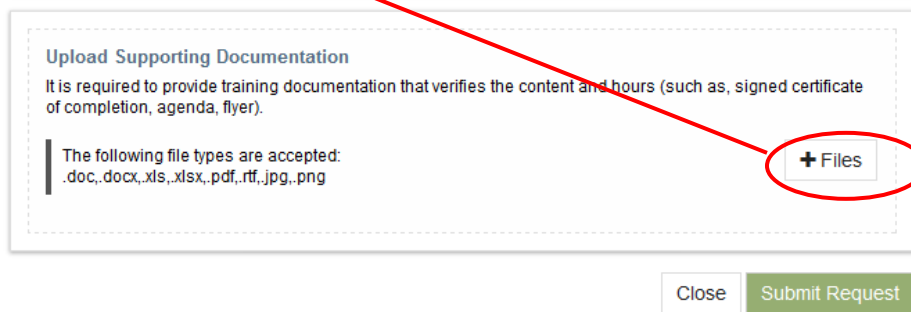 Upload Supporting Documentation
It is required to provide training documentation that verifies the content and hours (such as, signed certificate
of completion, agenda, flyer).
The following file types are accepted:
.doc,.docx,.xls,.xlsx,.pdf,.rtf,.jpg,.png
+ Files
Close
Submit Request